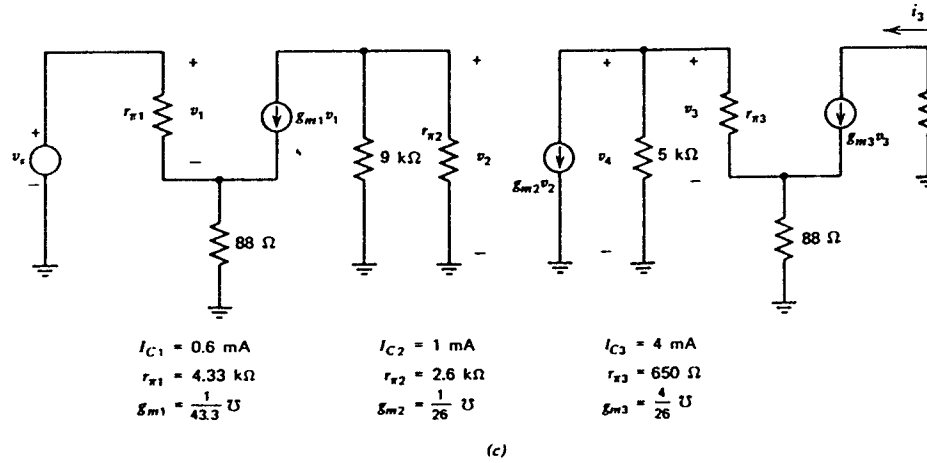 i3
+ + + + +
rπ1 v1 gm1v1 rπ2 v3 rπ3
+ gm3v3
vs 9 kΩ v2 v4 5 kΩ
− − gm2v2 −
88 Ω 88 Ω
− −
IC1 = 0.6 mA IC2 = 1 mA IC3 = 4 mA
rπ1 = 4.33 kΩ rπ2 = 2.6 kΩ rπ3 = 650 Ω
gm1 = 1/43.3 ℧ gm2 = 1/26 ℧ gm3 = 4/26 ℧
(c)